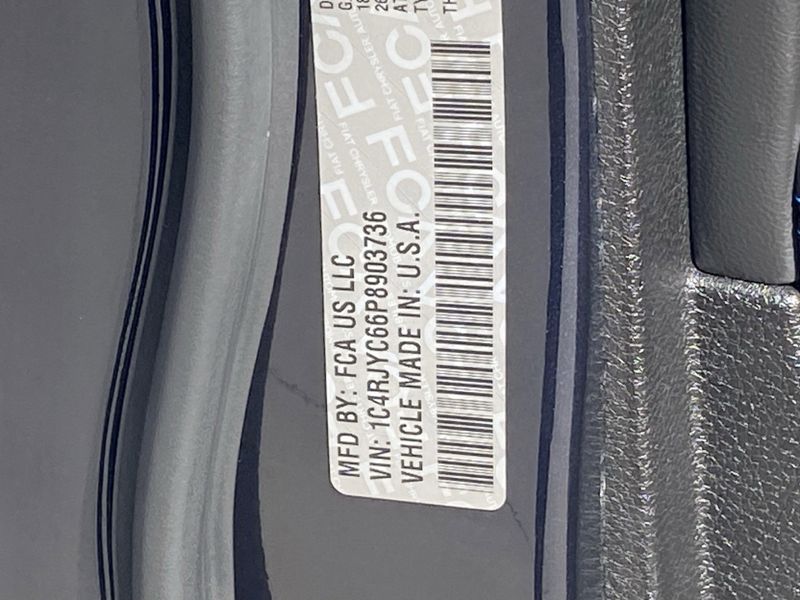 MFD BY: FCA US LLC
VIN: 1C4RJYC66P8903736
VEHICLE MADE IN: U.S.A.